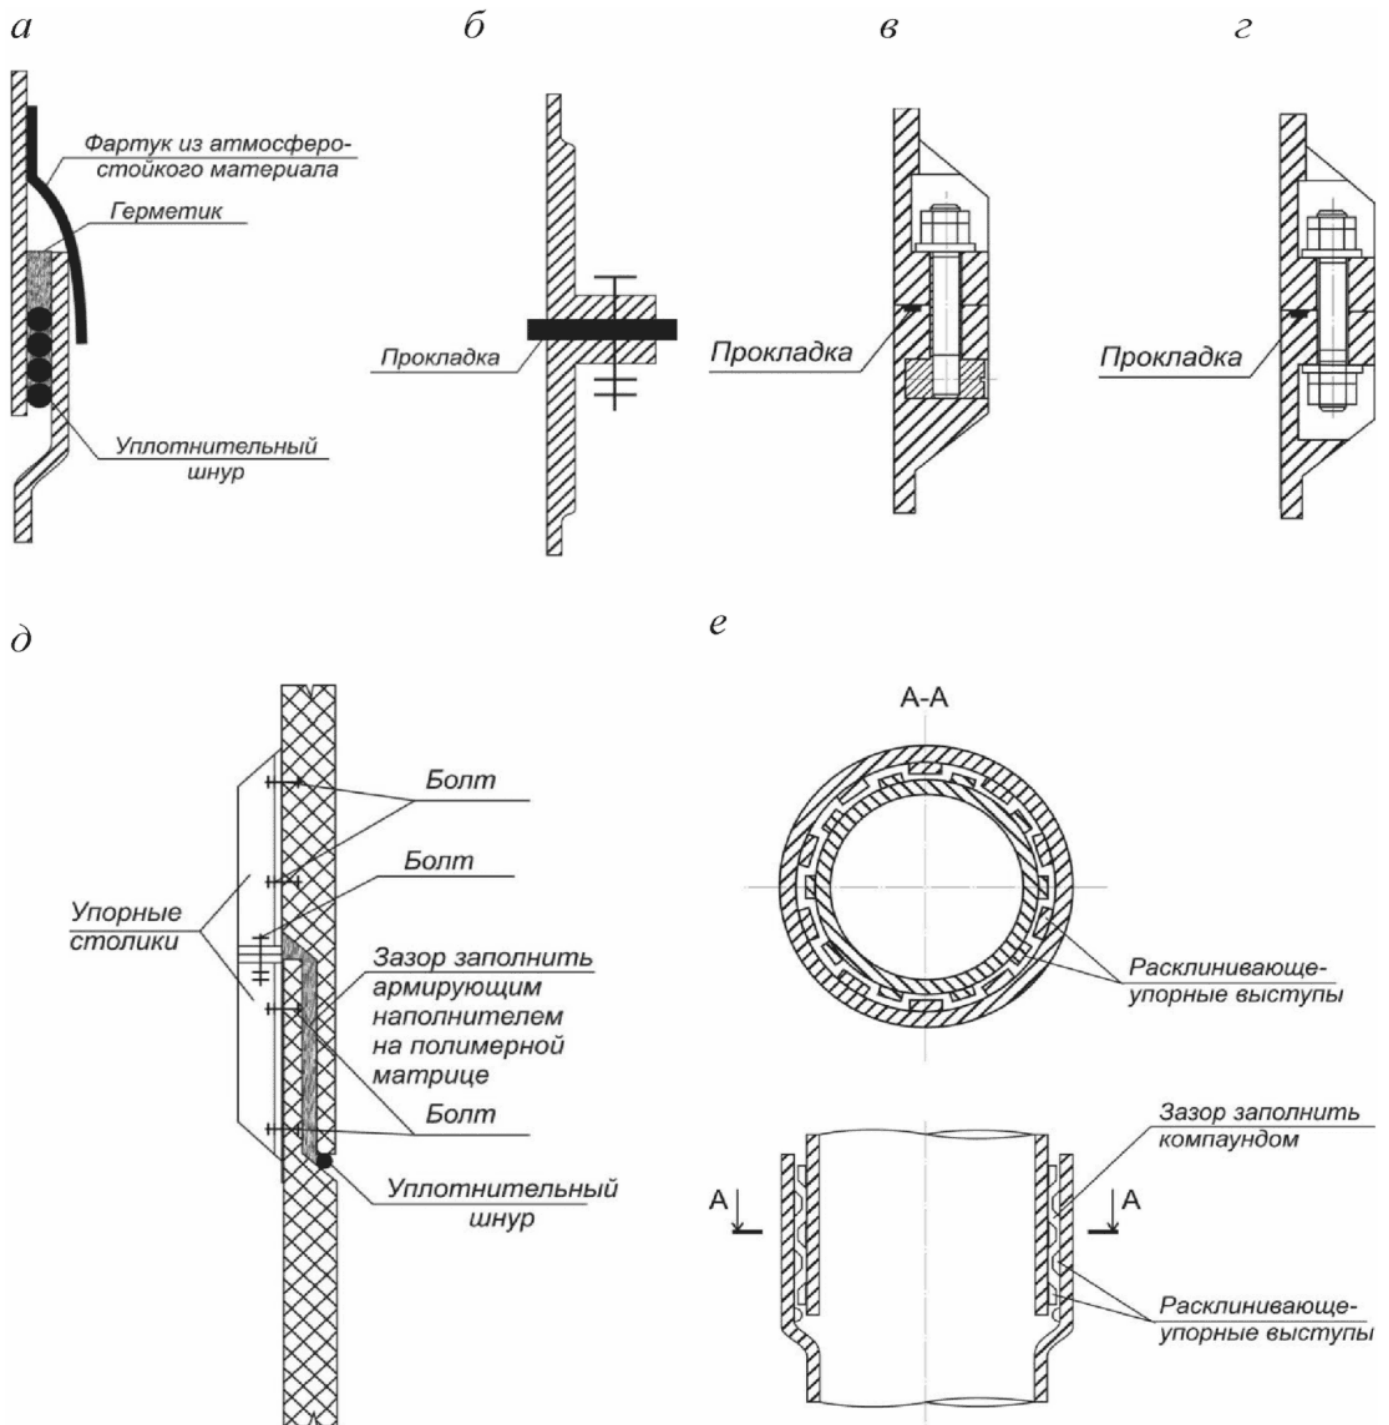 а
б
в
г
Фартук из атмосферо-
стойкого материала
Герметик
Уплотнительный
шнур
Прокладка
Прокладка
Прокладка
д
е
Болт
Болт
Упорные
столики
Зазор заполнить
армирующим
наполнителем
на полимерной
матрице
Болт
Уплотнительный
шнур
А-А
Расклинивающе-
упорные выступы
Зазор заполнить
компаундом
А
А
Расклинивающе-
упорные выступы